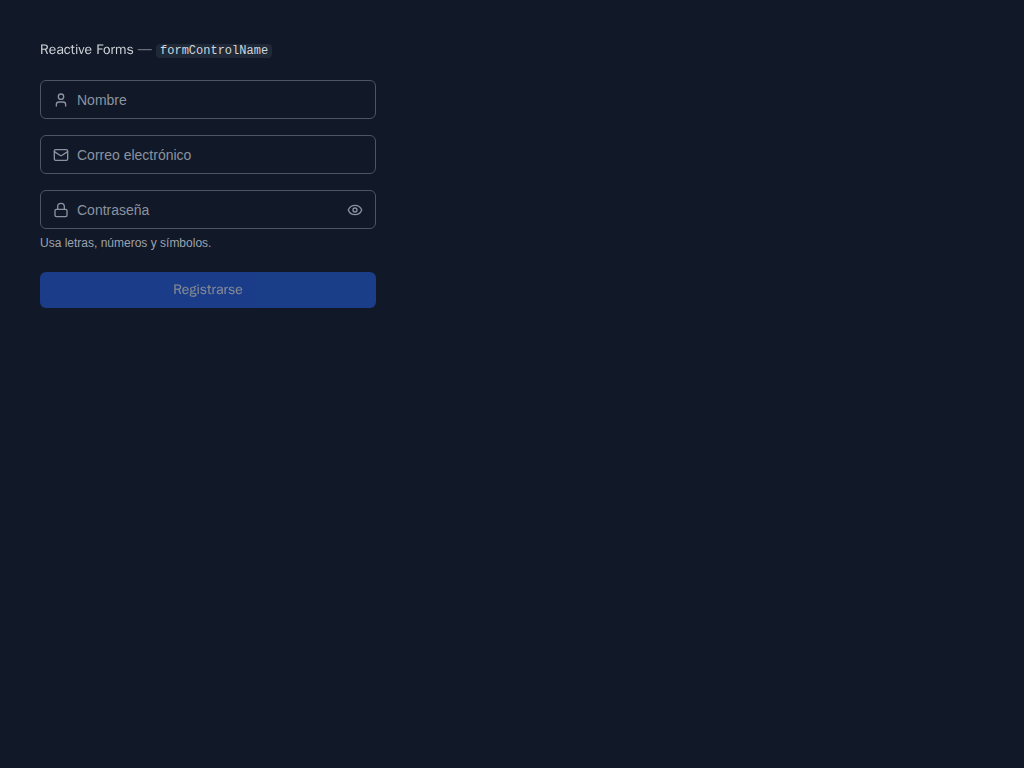 Reactive Forms — formControlName
Nombre
Correo electrónico
Contraseña
Usa letras, números y símbolos.
Registrarse